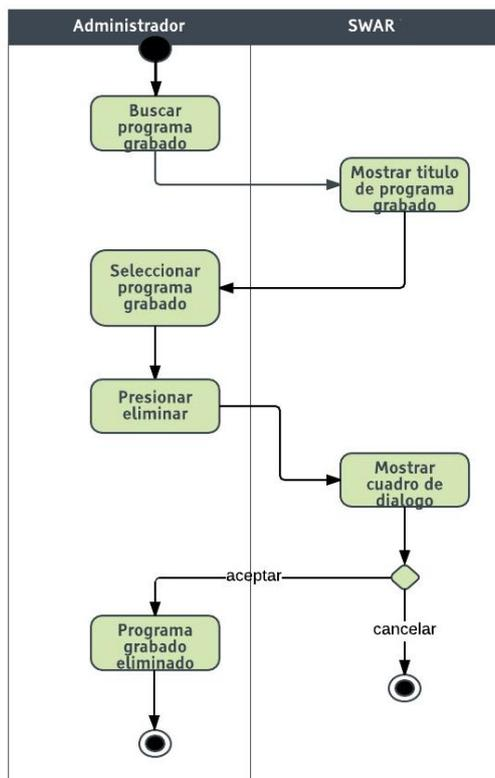 Administrador
SWAR
Buscar
programa
grabado
Mostrar titulo
de programa
grabado
Seleccionar
programa
grabado
Presionar
eliminar
Mostrar
cuadro de
dialogo
aceptar
cancelar
Programa
grabado
eliminado